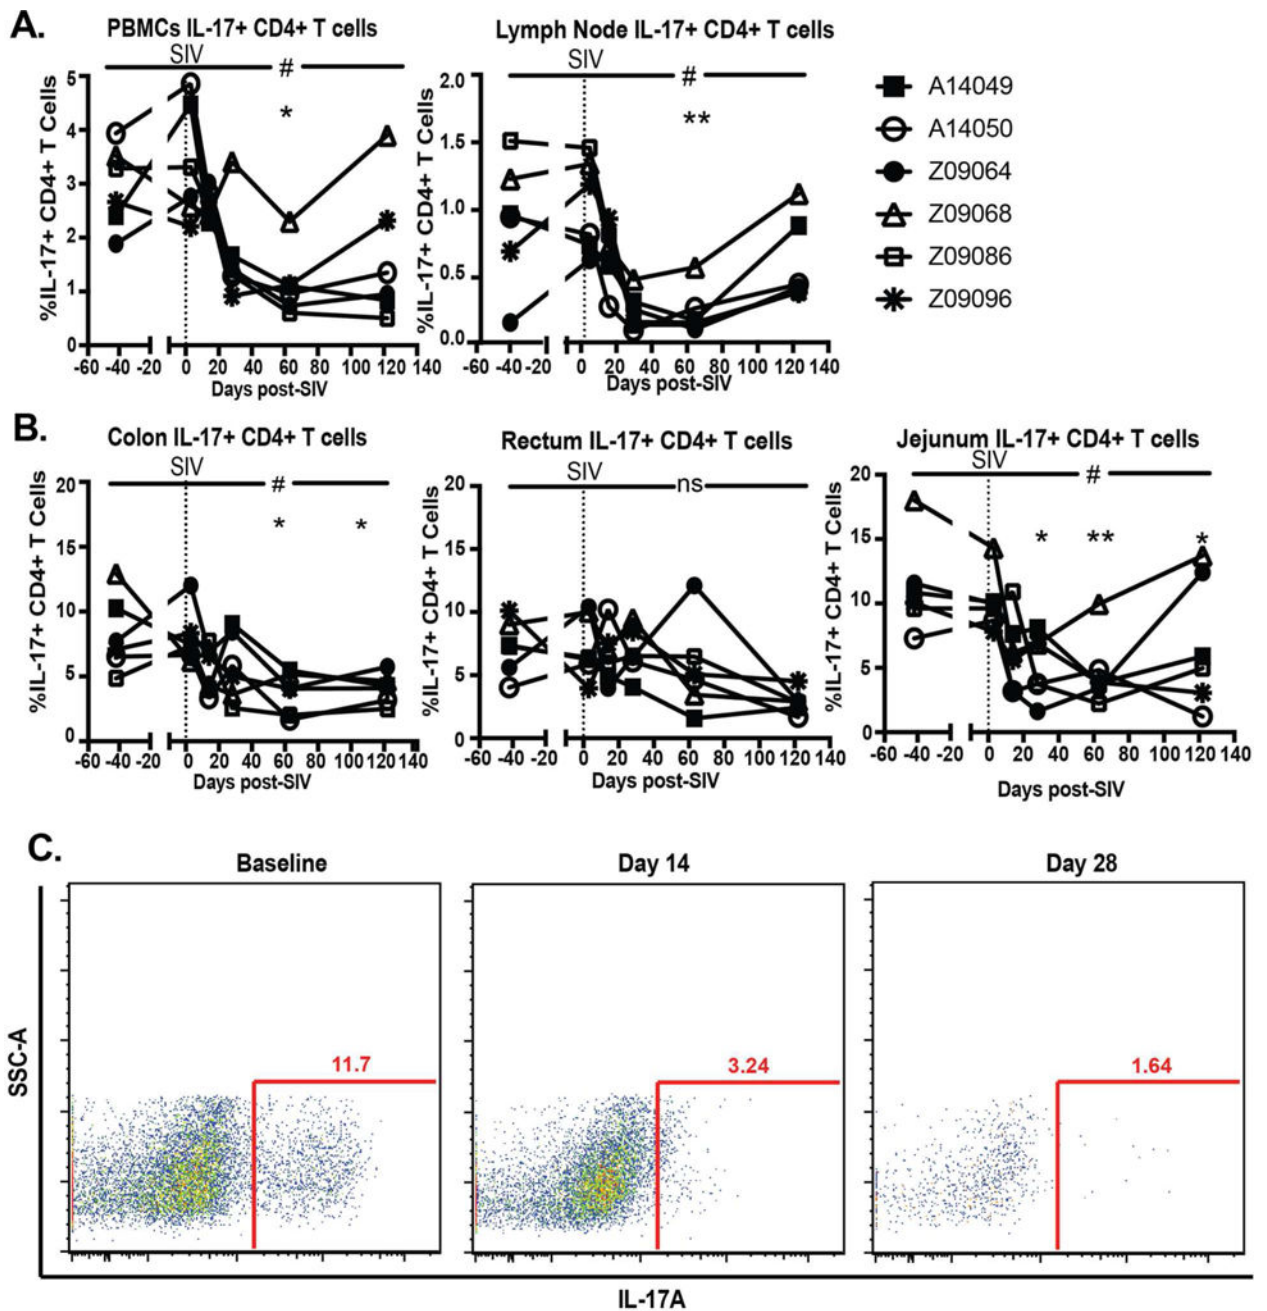 A.
PBMCs IL-17+ CD4+ T cells
SIV
#
*
%IL-17+ CD4+ T Cells
5
4
3
2
1
0
-60 -40 -20 0 20 40 60 80 100 120 140
Days post-SIV
Lymph Node IL-17+ CD4+ T cells
SIV
#
**
%IL-17+ CD4+ T Cells
2.0
1.5
1.0
0.5
0.0
-60 -40 -20 0 20 40 60 80 100 120 140
Days post-SIV
A14049
A14050
Z09064
Z09068
Z09086
Z09096
B.
Colon IL-17+ CD4+ T cells
SIV
#
* *
%IL-17+ CD4+ T Cells
20
15
10
5
0
-60 -40 -20 0 20 40 60 80 100 120 140
Days post-SIV
Rectum IL-17+ CD4+ T cells
SIV
ns
%IL-17+ CD4+ T Cells
20
15
10
5
0
-60 -40 -20 0 20 40 60 80 100 120 140
Days post-SIV
Jejunum IL-17+ CD4+ T cells
SIV
#
* ** *
%IL-17+ CD4+ T Cells
20
15
10
5
0
-60 -40 -20 0 20 40 60 80 100 120 140
Days post-SIV
C.
Baseline
Day 14
Day 28
11.7
3.24
1.64
SSC-A
IL-17A